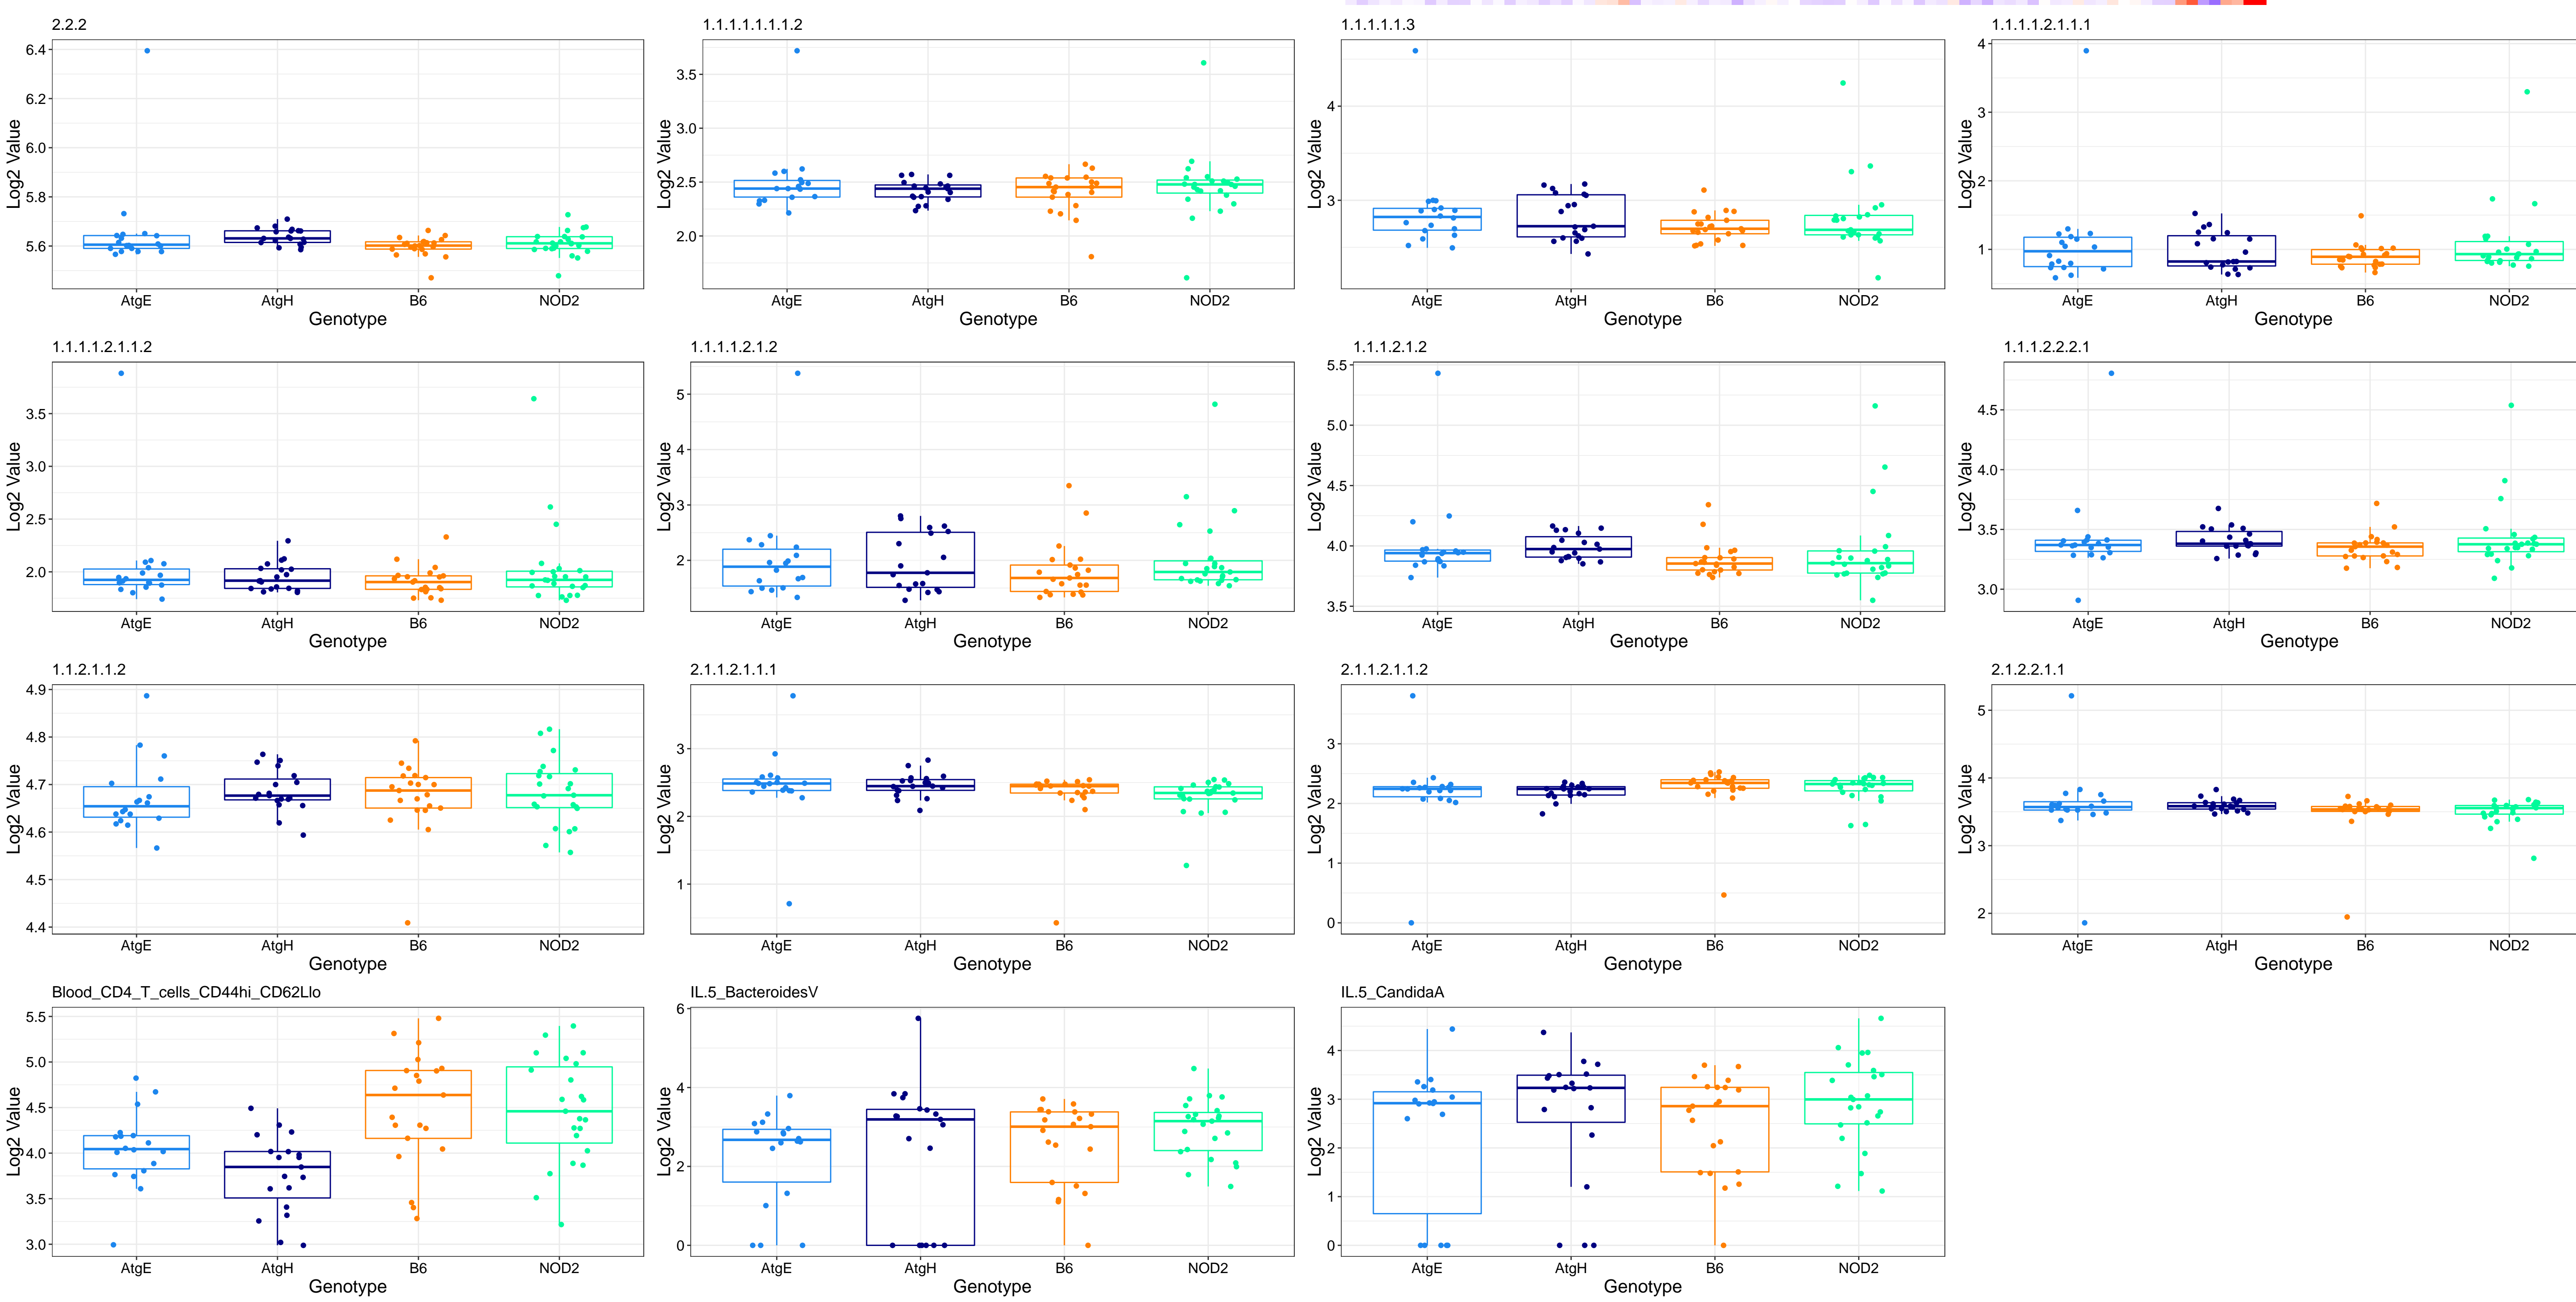 2.2.2
1.1.1.1.1.1.1.1.2
1.1.1.1.1.1.3
1.1.1.1.1.2.1.1.1
6.4
6.2
6.0
5.8
5.6
Log2 Value
AtgE AtgH B6 NOD2
Genotype
3.5
3.0
2.5
2.0
Log2 Value
AtgE AtgH B6 NOD2
Genotype
4
3
Log2 Value
AtgE AtgH B6 NOD2
Genotype
4
3
2
1
Log2 Value
AtgE AtgH B6 NOD2
Genotype
1.1.1.1.1.2.1.1.2
1.1.1.1.2.1.2
1.1.1.1.2.1.2
1.1.1.2.2.2.1
3.5
3.0
2.5
2.0
Log2 Value
AtgE AtgH B6 NOD2
Genotype
5
4
3
2
Log2 Value
AtgE AtgH B6 NOD2
Genotype
5.5
5.0
4.5
4.0
3.5
Log2 Value
AtgE AtgH B6 NOD2
Genotype
4.5
4.0
3.5
3.0
Log2 Value
AtgE AtgH B6 NOD2
Genotype
1.1.2.1.1.2
2.1.1.2.1.1.1
2.1.1.2.1.1.2
2.1.2.2.1.1
4.9
4.8
4.7
4.6
4.5
4.4
Log2 Value
AtgE AtgH B6 NOD2
Genotype
3
2
1
Log2 Value
AtgE AtgH B6 NOD2
Genotype
3
2
1
0
Log2 Value
AtgE AtgH B6 NOD2
Genotype
5
4
3
2
Log2 Value
AtgE AtgH B6 NOD2
Genotype
Blood_CD4_T_cells_CD44hi_CD62Llo
IL.5_BacteroidesV
IL.5_CandidaA
5.5
5.0
4.5
4.0
3.5
3.0
Log2 Value
AtgE AtgH B6 NOD2
Genotype
6
4
2
0
Log2 Value
AtgE AtgH B6 NOD2
Genotype
4
3
2
1
0
Log2 Value
AtgE AtgH B6 NOD2
Genotype